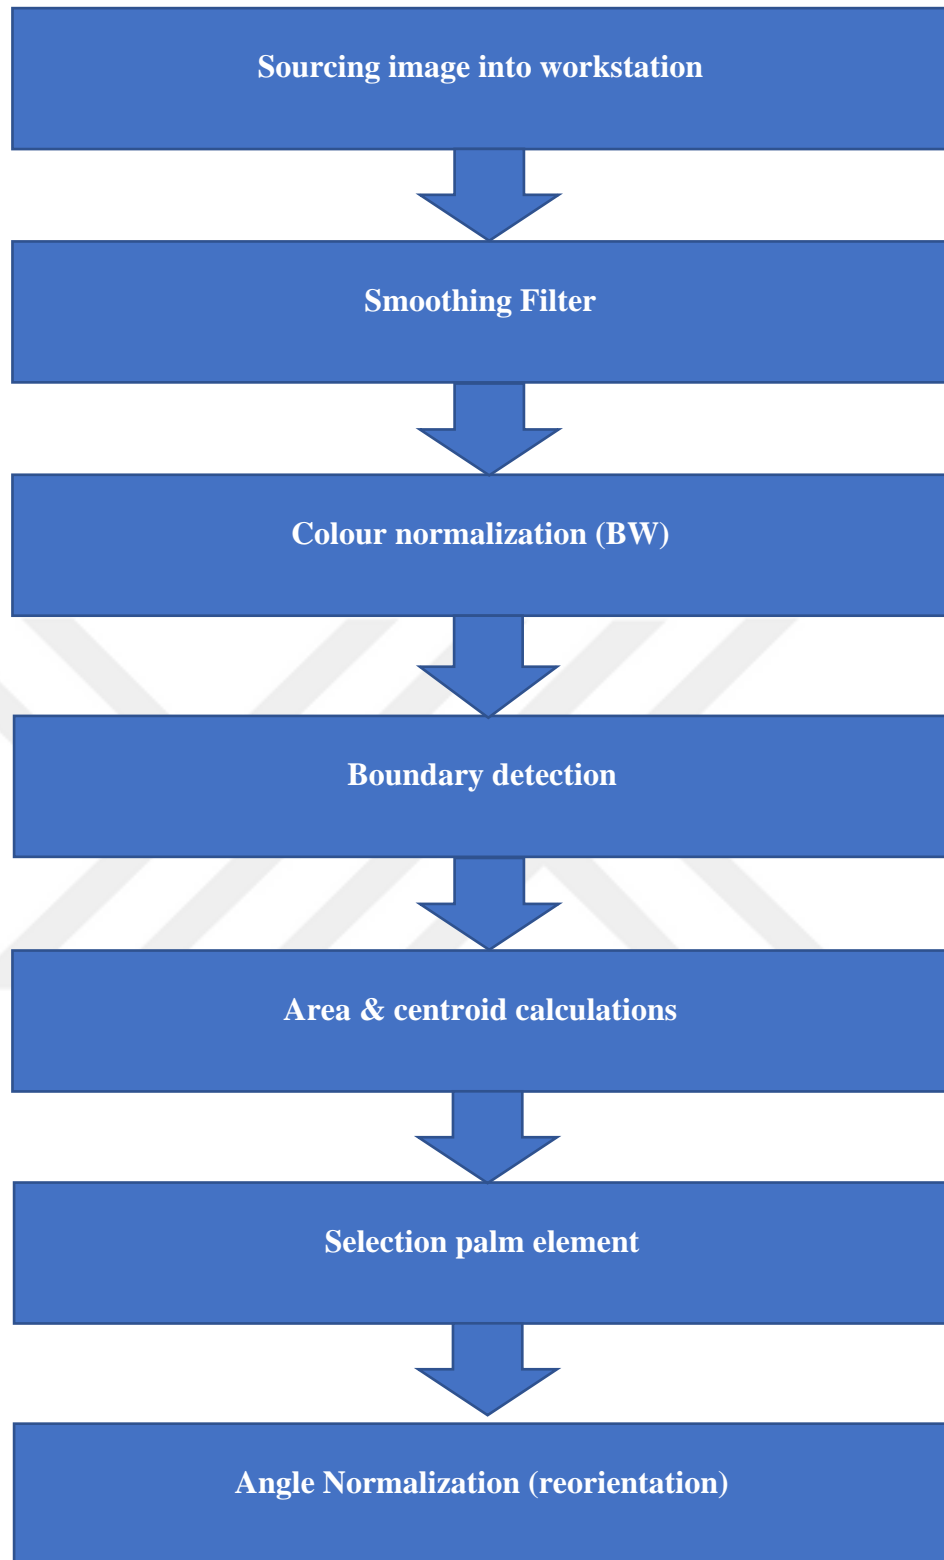 Sourcing image into workstation
Smoothing Filter
Colour normalization (BW)
Boundary detection
Area & centroid calculations
Selection palm element
Angle Normalization (reorientation)